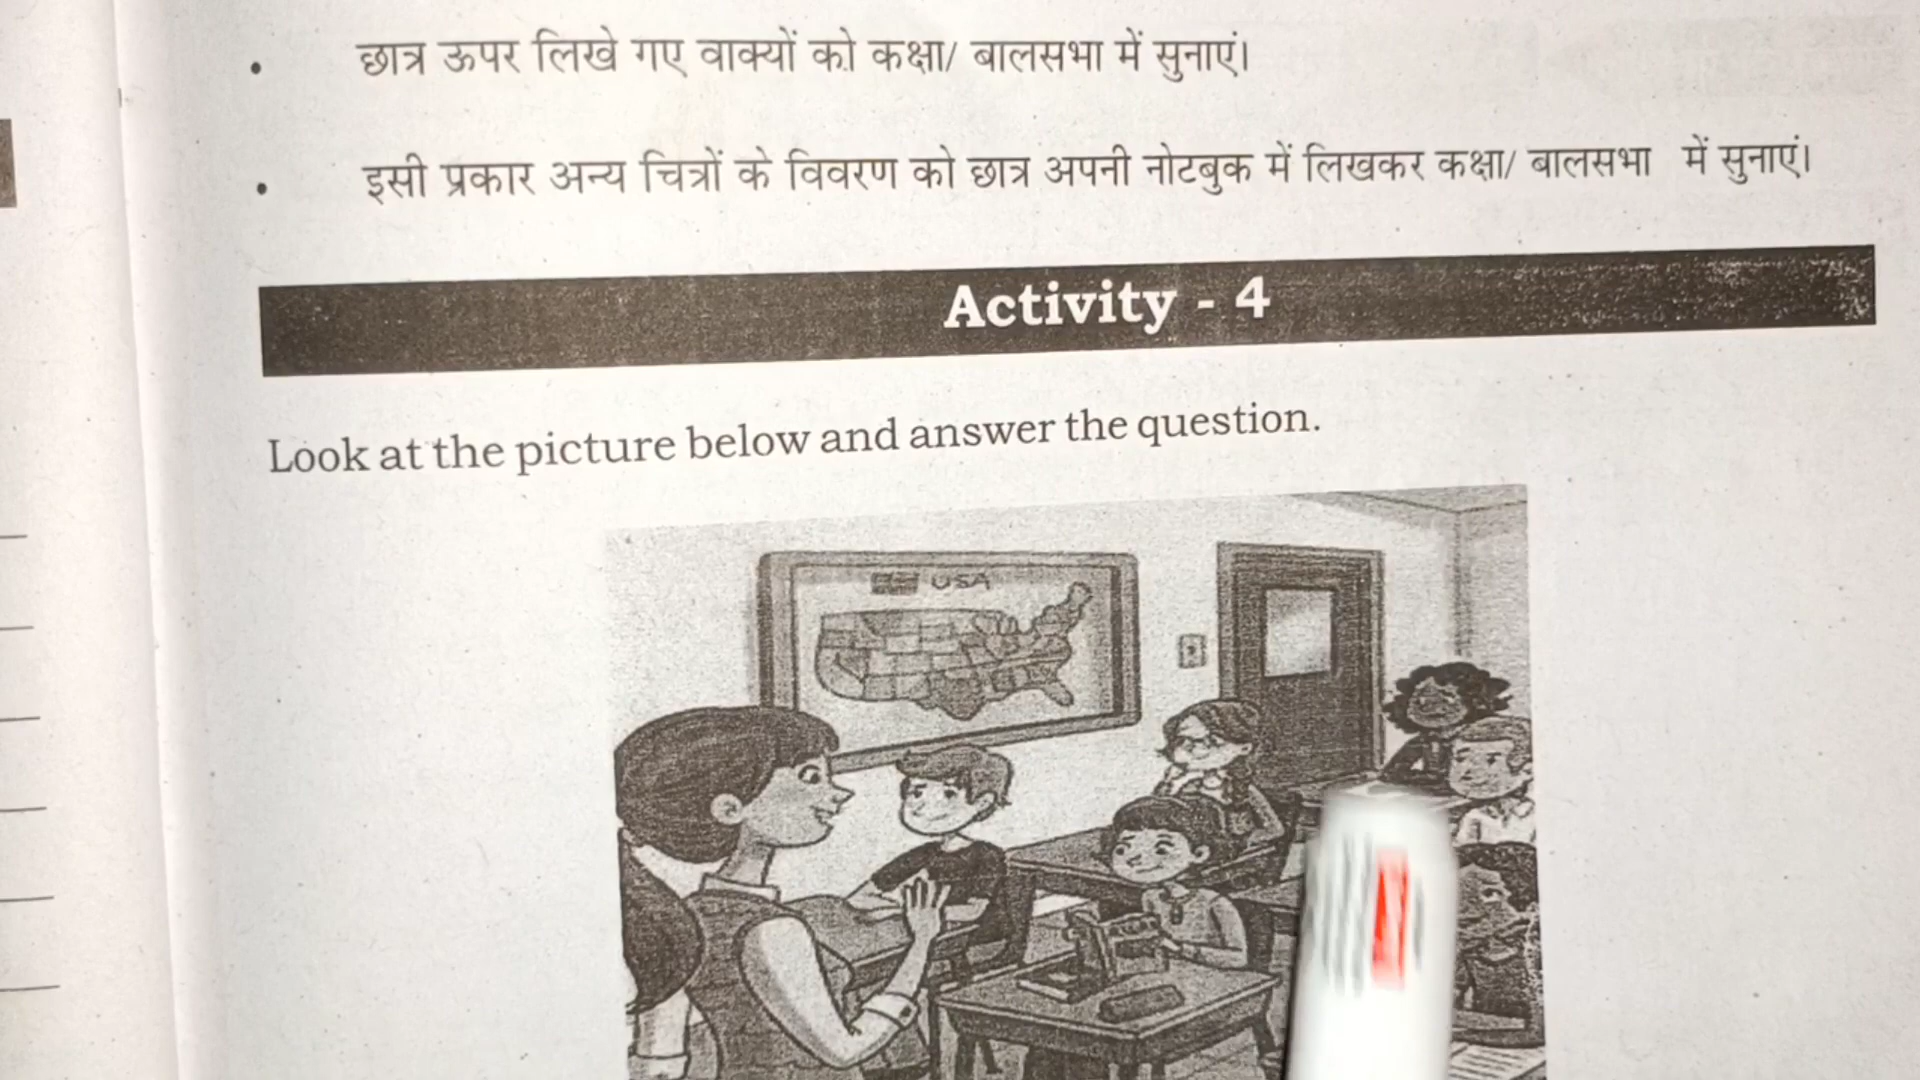 • छात्र ऊपर लिखे गए वाक्यों को कक्षा/ बालसभा में सुनाएं।
• इसी प्रकार अन्य चित्रों के विवरण को छात्र अपनी नोटबुक में लिखकर कक्षा/ बालसभा में सुनाएं।
Activity - 4
Look at the picture below and answer the question.
USA